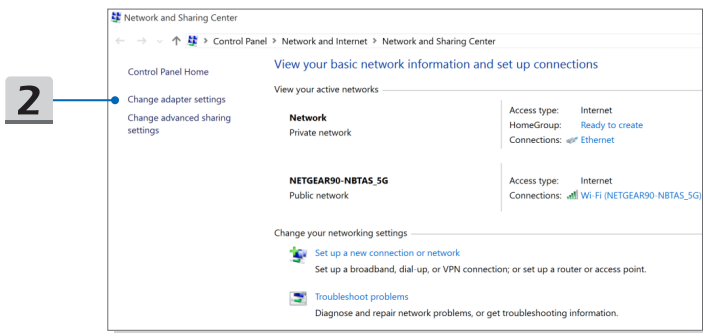 Network and Sharing Center
Control Panel > Network and Internet > Network and Sharing Center
2
Control Panel Home
Change adapter settings
Change advanced sharing
settings
View your basic network information and set up connections
View your active networks
Network
Private network
Access type: Internet
HomeGroup: Ready to create
Connections: Ethernet
NETGEAR90-NBTAS_5G
Public network
Access type: Internet
Connections: Wi-Fi (NETGEAR90-NBTAS_5G)
Change your networking settings
Set up a new connection or network
Set up a broadband, dial-up, or VPN connection; or set up a router or access point.
Troubleshoot problems
Diagnose and repair network problems, or get troubleshooting information.